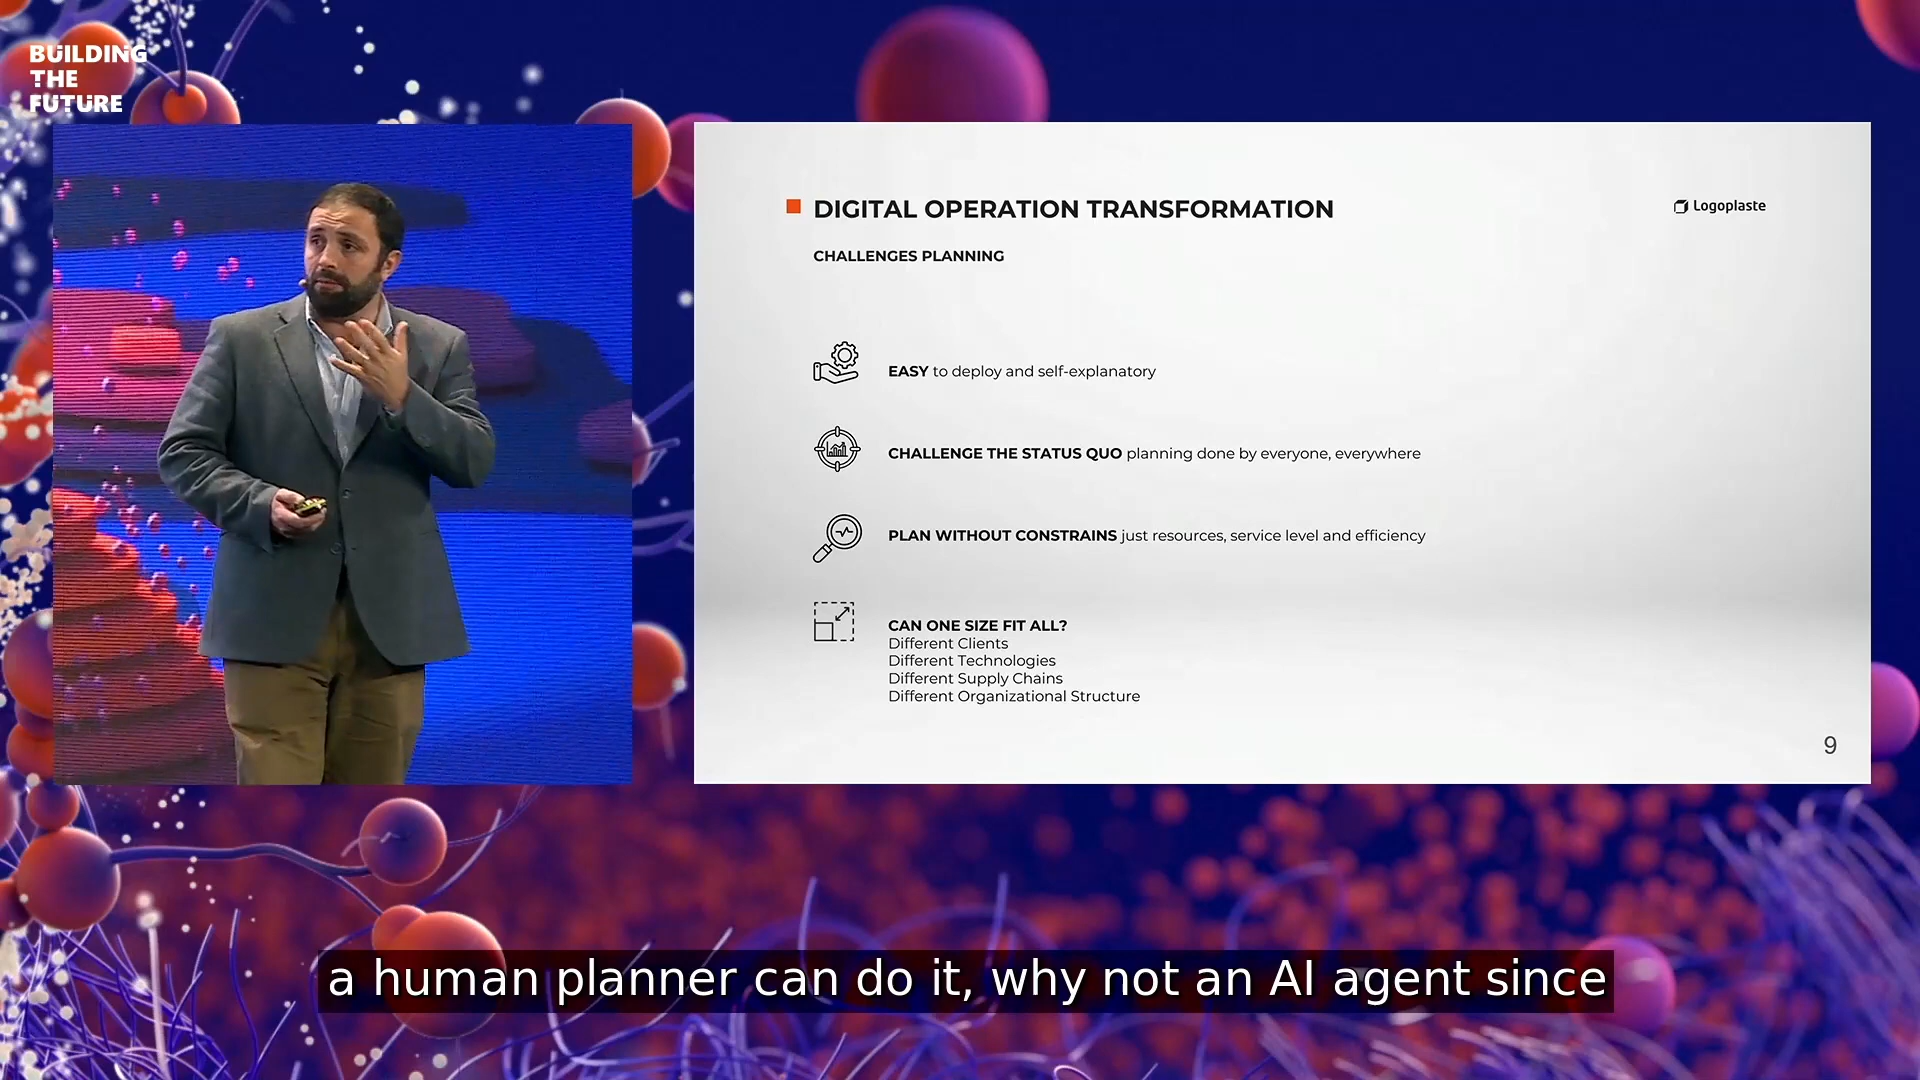 BUILDING
THE
FUTURE
DIGITAL OPERATION TRANSFORMATION
Logoplaste
CHALLENGES PLANNING
EASY to deploy and self-explanatory
CHALLENGE THE STATUS QUO planning done by everyone, everywhere
PLAN WITHOUT CONSTRAINS just resources, service level and efficiency
CAN ONE SIZE FIT ALL?
Different Clients
Different Technologies
Different Supply Chains
Different Organizational Structure
9
a human planner can do it, why not an AI agent since